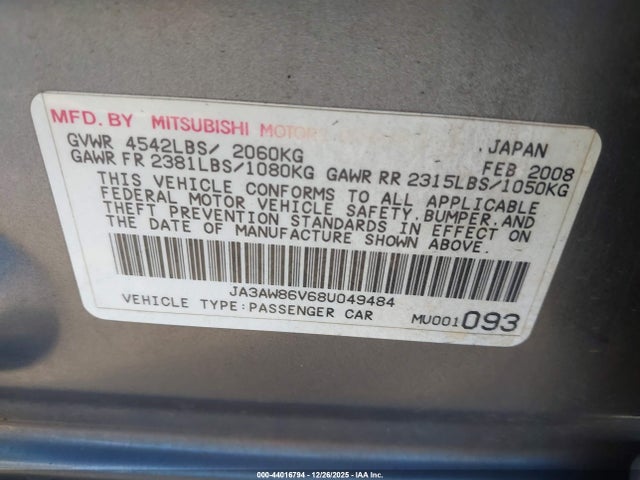 MFD. BY MITSUBISHI MOTORS JAPAN
GVWR 4542LBS/ 2060KG FEB 2008
GAWR FR 2381LBS/1080KG GAWR RR 2315LBS/1050KG
THIS VEHICLE CONFORMS TO ALL APPLICABLE
FEDERAL MOTOR VEHICLE SAFETY, BUMPER, AND
THEFT PREVENTION STANDARDS IN EFFECT ON
THE DATE OF MANUFACTURE SHOWN ABOVE.
JA3AW86V68U049484
VEHICLE TYPE:PASSENGER CAR MU001093
000-44016794 - 12/26/2025 - IAA Inc.